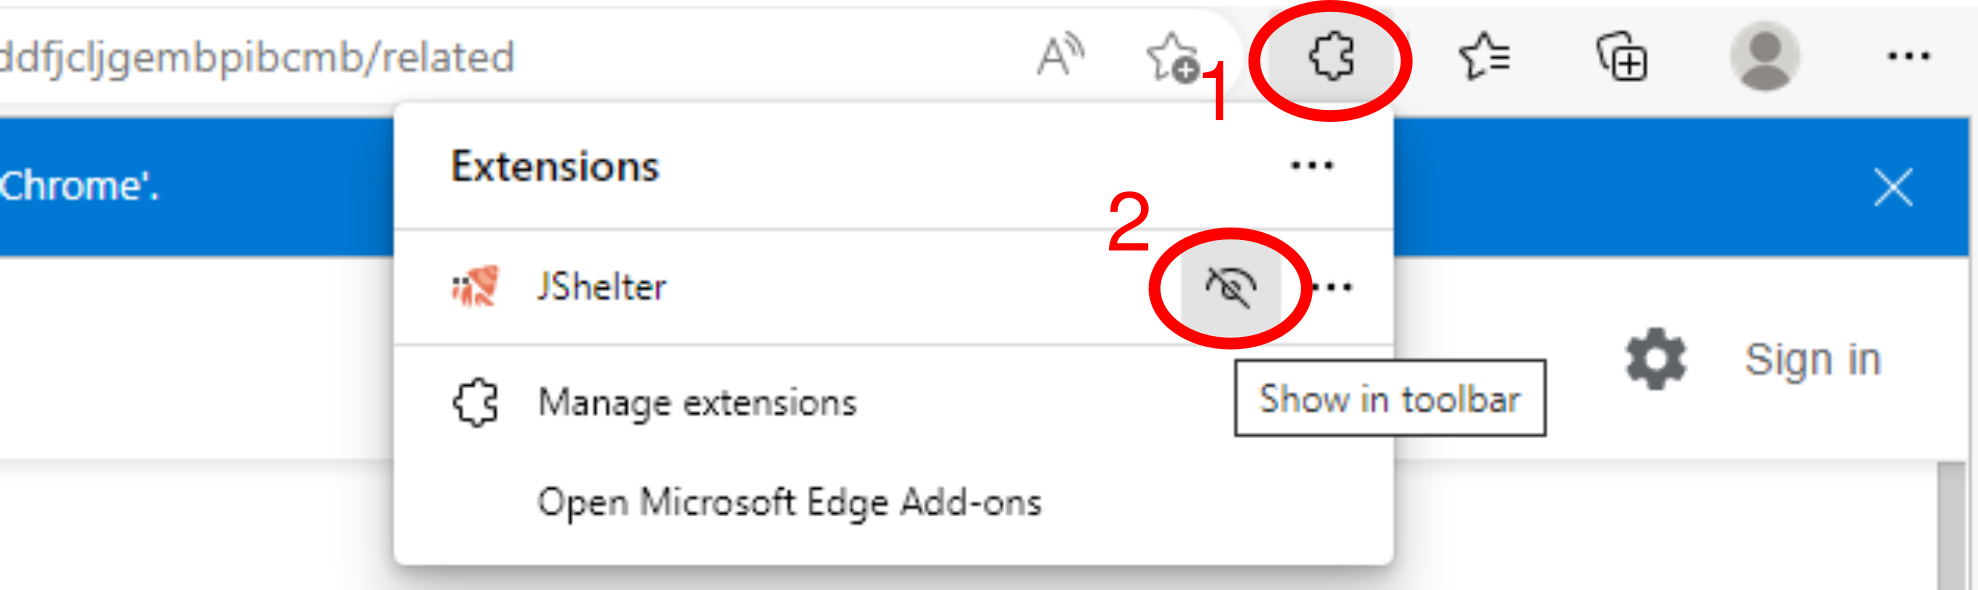 ddfjcljgembpibcmb/related
1
Extensions
Chrome'.
2
JShelter
Show in toolbar
Sign in
Manage extensions
Open Microsoft Edge Add-ons